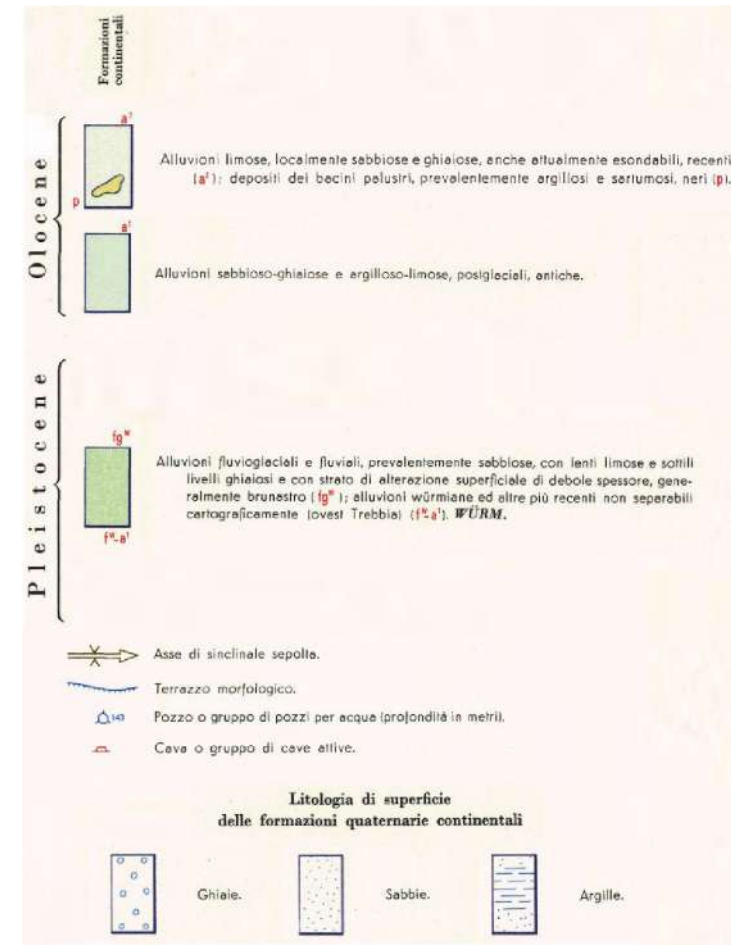 Formazioni
continentali
Olocene
a²
p
Alluvioni limose, localmente sabbiose e ghiaiose, anche attualmente esondabili, recenti
(a²); depositi dei bacini palustri, prevalentemente argillosi e sartumosi, neri (p).
a¹
Alluvioni sabbioso-ghiaiose e argilloso-limose, postglaciali, antiche.
Pleistocene
fgᵂ
fᵂ-a¹
Alluvioni fluvioglaciali e fluviali, prevalentemente sabbiose, con lenti limose e sottili
livelli ghiaiosi e con strato di alterazione superficiale di debole spessore, gene-
ralmente brunastro (fgᵂ); alluvioni würmiane ed altre più recenti non separabili
cartograficamente (ovest Trebbia) (fᵂ-a¹). WÜRM.
Asse di sinclinale sepolta.
Terrazzo morfologico.
143 Pozzo o gruppo di pozzi per acqua (profondità in metri).
Cava o gruppo di cave attive.
Litologia di superficie
delle formazioni quaternarie continentali
Ghiaie. Sabbie. Argille.